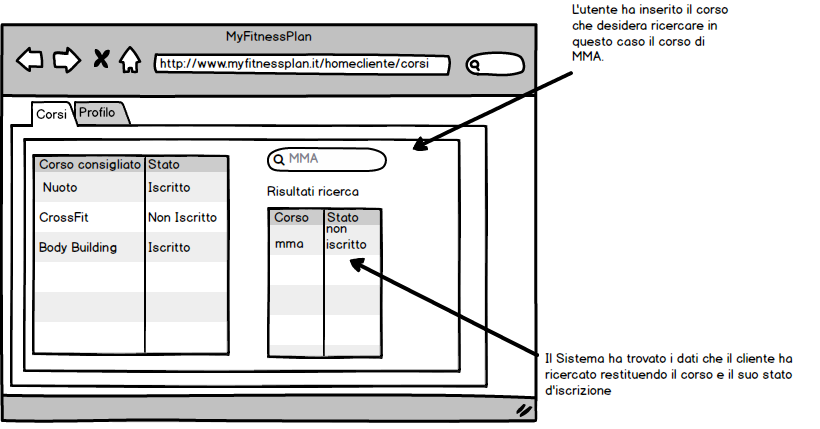 L'utente ha inserito il corso
che desidera ricercare in
questo caso il corso di
MMA.
MyFitnessPlan
http://www.myfitnessplan.it/homecliente/corsi
Corsi Profilo
MMA
Corso consigliato Stato
Nuoto Iscritto
CrossFit Non Iscritto
Body Building Iscritto
Risultati ricerca
Corso Stato
mma non
iscritto
Il Sistema ha trovato i dati che il cliente ha
ricercato restituendo il corso e il suo stato
d'iscrizione